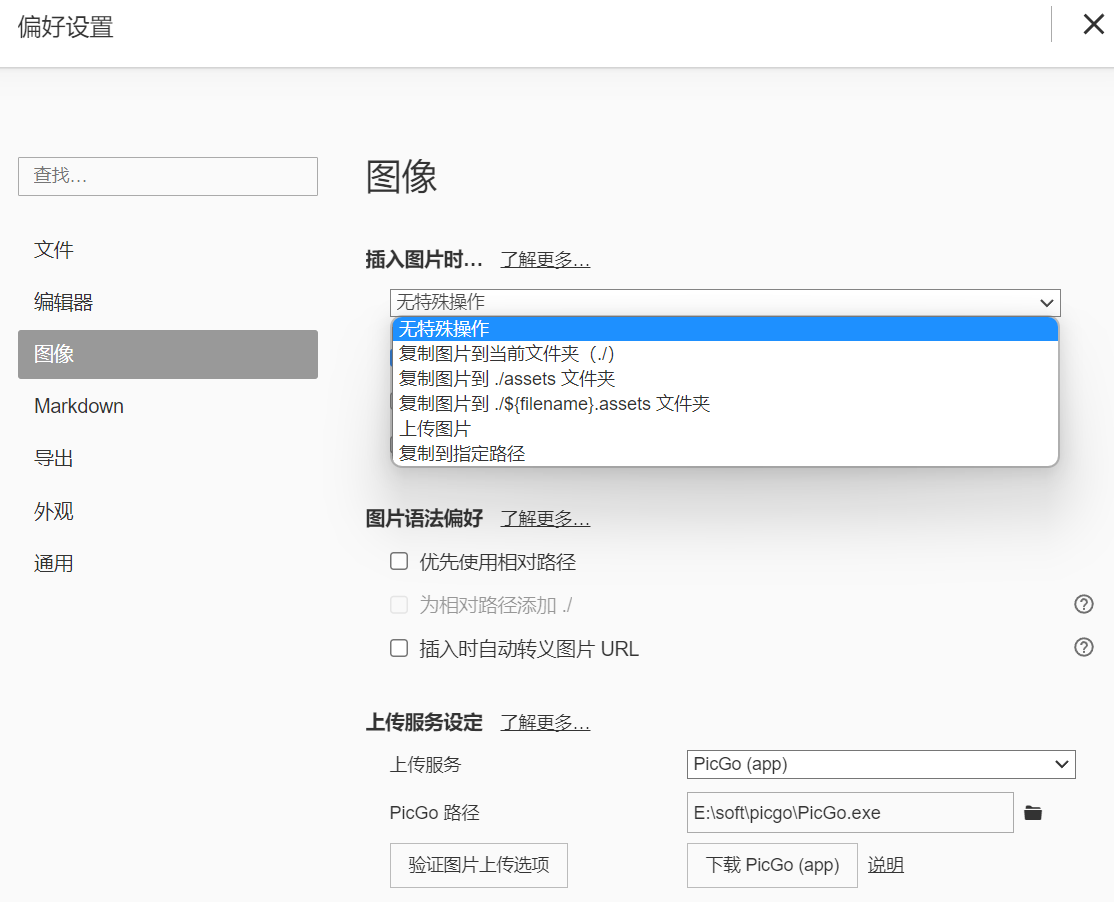 偏好设置
查找…
文件
编辑器
图像
Markdown
导出
外观
通用
图像
插入图片时… 了解更多…
无特殊操作
无特殊操作
复制图片到当前文件夹（./）
复制图片到 ./assets 文件夹
复制图片到 ./${filename}.assets 文件夹
上传图片
复制到指定路径
图片语法偏好 了解更多…
优先使用相对路径
为相对路径添加 ./
插入时自动转义图片 URL
上传服务设定 了解更多…
上传服务 PicGo (app)
PicGo 路径 E:\soft\picgo\PicGo.exe
验证图片上传选项 下载 PicGo (app) 说明